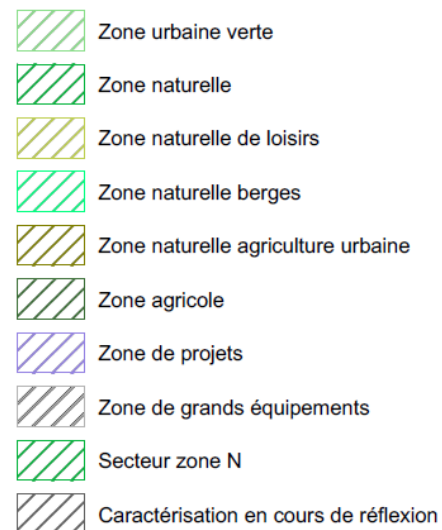 Zone urbaine verte
Zone naturelle
Zone naturelle de loisirs
Zone naturelle berges
Zone naturelle agriculture urbaine
Zone agricole
Zone de projets
Zone de grands équipements
Secteur zone N
Caractérisation en cours de réflexion